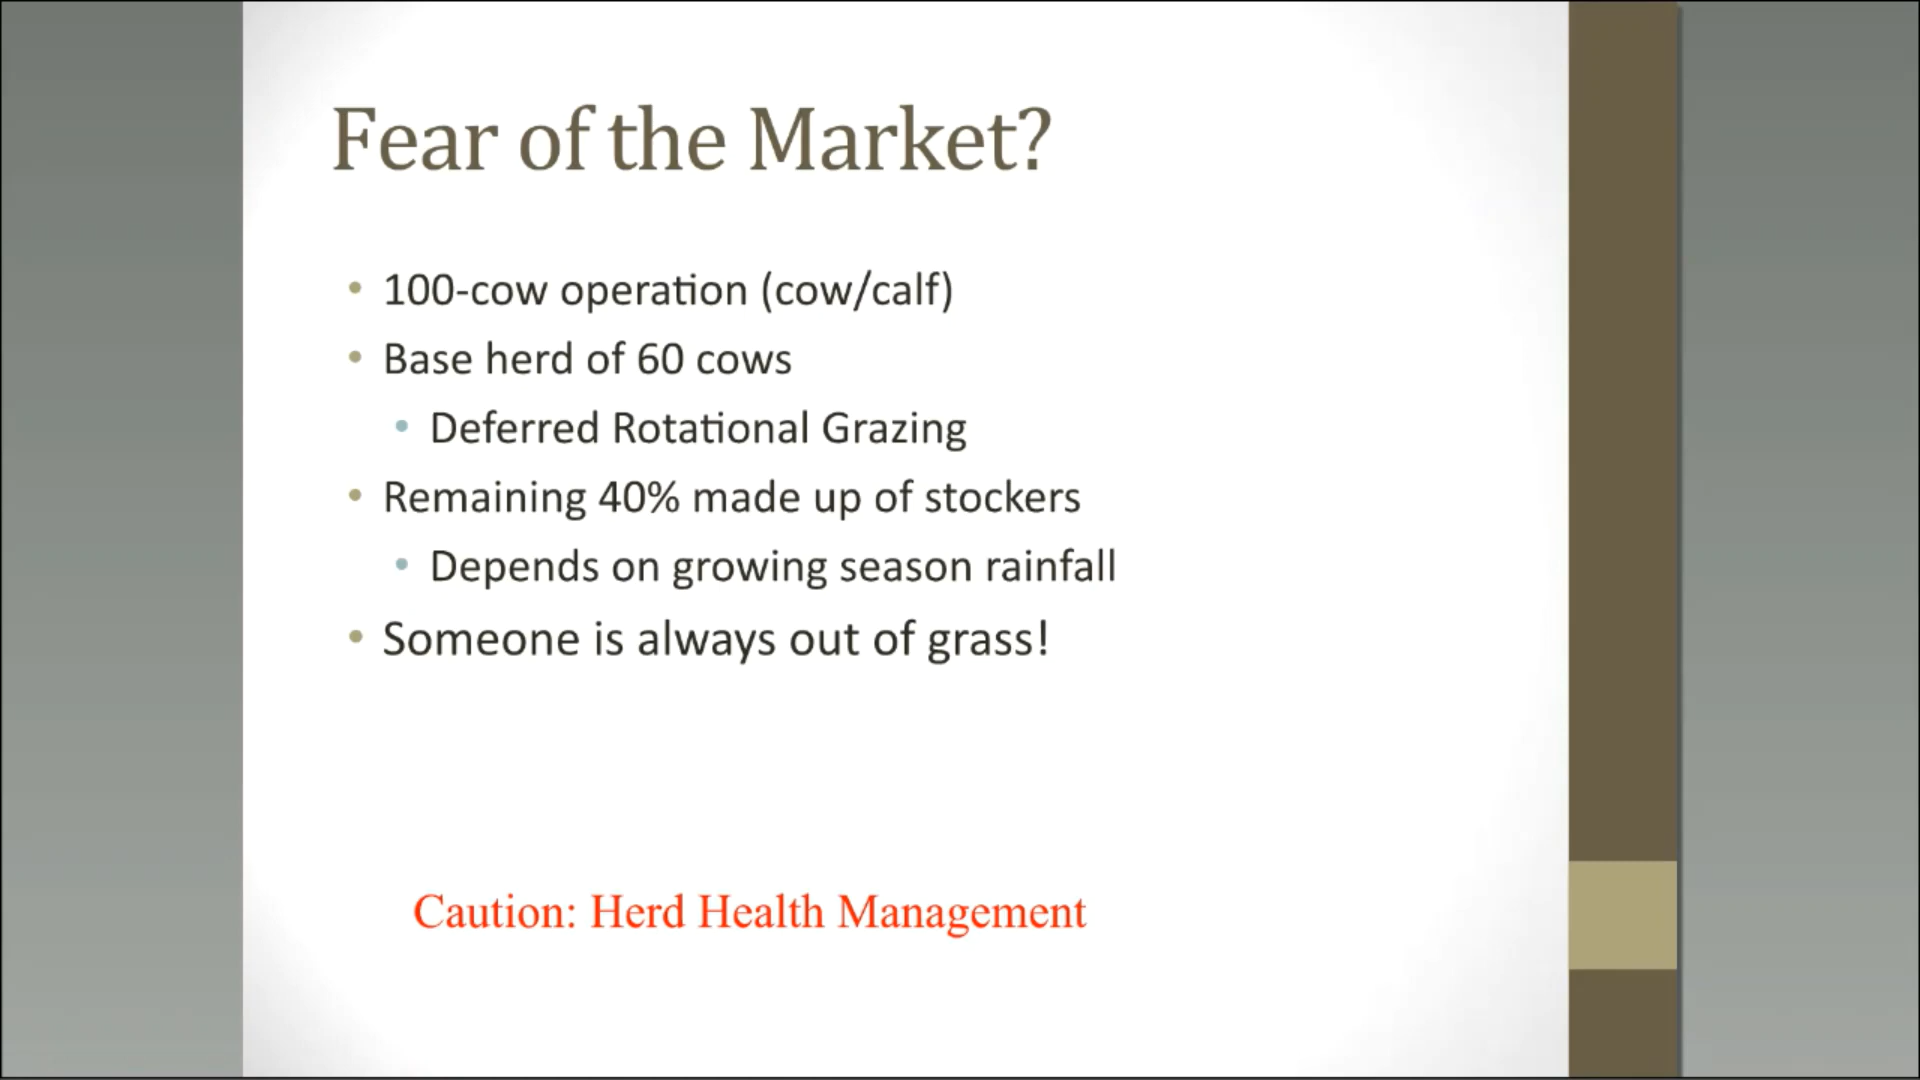 Fear of the Market?
• 100-cow operation (cow/calf)
• Base herd of 60 cows
• Deferred Rotational Grazing
• Remaining 40% made up of stockers
• Depends on growing season rainfall
• Someone is always out of grass!
Caution: Herd Health Management